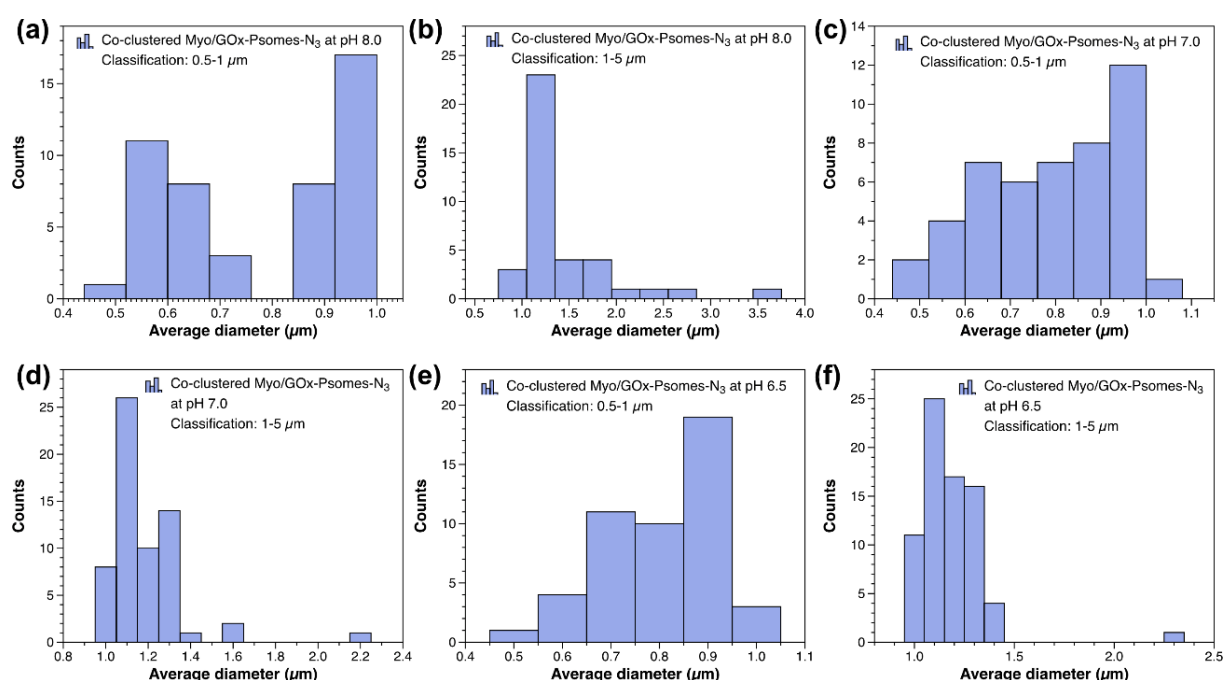 (a)
Co-clustered Myo/GOx-Psomes-N₃ at pH 8.0
Classification: 0.5-1 µm
15
10
5
0
Counts
0.4 0.5 0.6 0.7 0.8 0.9 1.0
Average diameter (µm)
(b)
Co-clustered Myo/GOx-Psomes-N₃ at pH 8.0
Classification: 1-5 µm
25
20
15
10
5
0
Counts
0.5 1.0 1.5 2.0 2.5 3.0 3.5 4.0
Average diameter (µm)
(c)
Co-clustered Myo/GOx-Psomes-N₃ at pH 7.0
Classification: 0.5-1 µm
14
12
10
8
6
4
2
0
Counts
0.4 0.5 0.6 0.7 0.8 0.9 1.0 1.1
Average diameter (µm)
(d)
Co-clustered Myo/GOx-Psomes-N₃
at pH 7.0
Classification: 1-5 µm
25
20
15
10
5
0
Counts
0.8 1.0 1.2 1.4 1.6 1.8 2.0 2.2 2.4
Average diameter (µm)
(e)
Co-clustered Myo/GOx-Psomes-N₃ at pH 6.5
Classification: 0.5-1 µm
20
15
10
5
0
Counts
0.4 0.5 0.6 0.7 0.8 0.9 1.0 1.1
Average diameter (µm)
(f)
Co-clustered Myo/GOx-Psomes-N₃
at pH 6.5
Classification: 1-5 µm
25
20
15
10
5
0
Counts
1.0 1.5 2.0 2.5
Average diameter (µm)